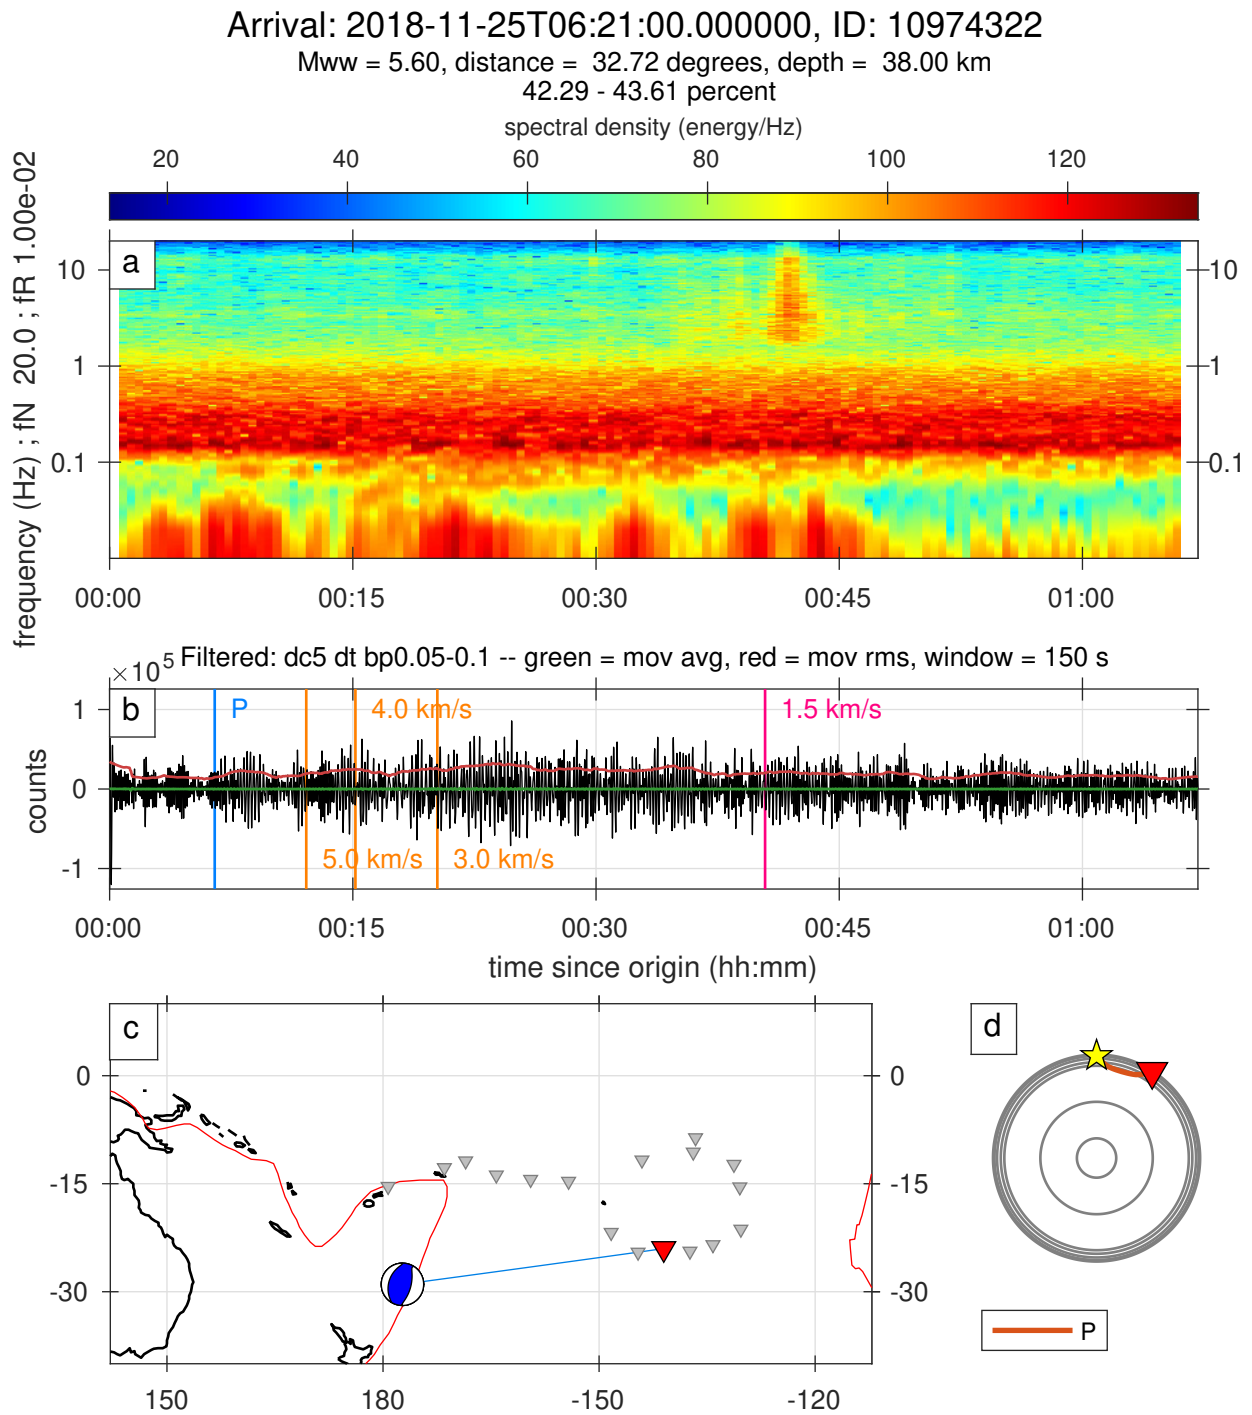 Arrival: 2018-11-25T06:21:00.000000, ID: 10974322
Mww = 5.60, distance =  32.72 degrees, depth =  38.00 km
42.29 - 43.61 percent
spectral density (energy/Hz)
20 40 60 80 100 120
frequency (Hz) ; fN  20.0 ; fR 1.00e-02
a
10 10
1 1
0.1 0.1
00:00 00:15 00:30 00:45 01:00
×10^5 Filtered: dc5 dt bp0.05-0.1 -- green = mov avg, red = mov rms, window = 150 s
b
P 4.0 km/s 1.5 km/s
5.0 km/s 3.0 km/s
1
0
-1
counts
00:00 00:15 00:30 00:45 01:00
time since origin (hh:mm)
c
0 0
-15 -15
-30 -30
150 180 -150 -120
d
P